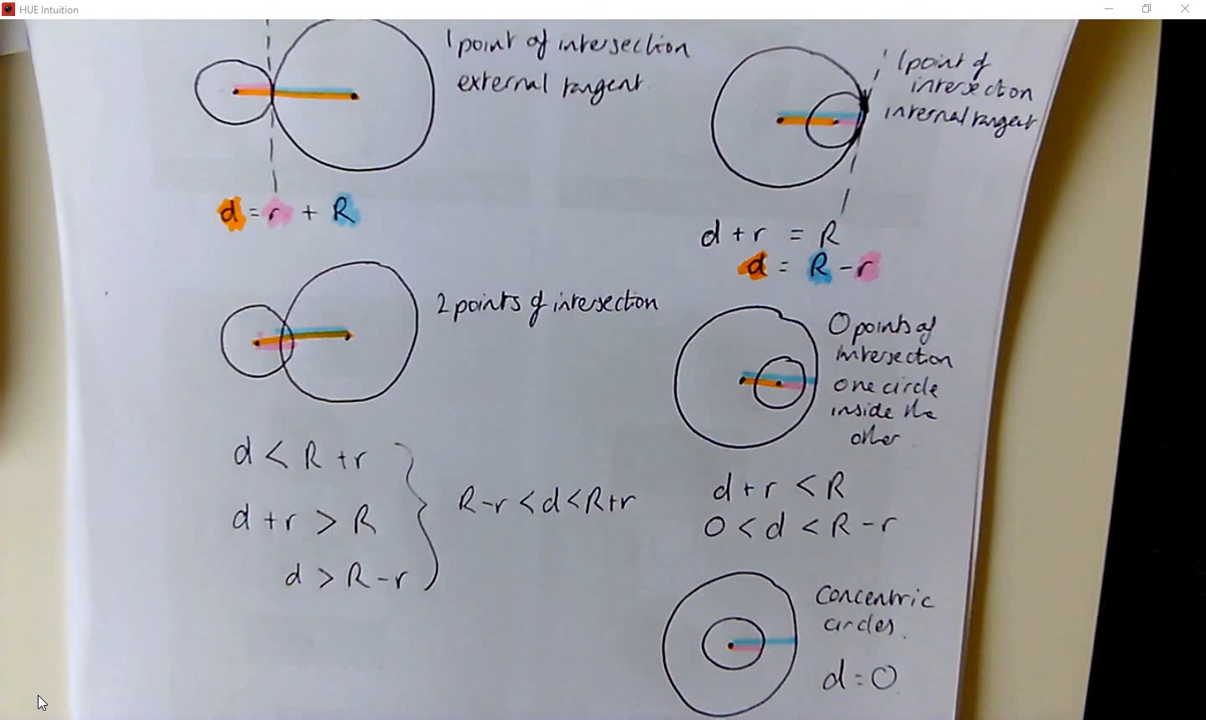 HUE Intuition
1 point of intersection
external tangent.
d = r + R
2 points of intersection
d < R + r
d + r > R
d > R - r
R - r < d < R + r
1 point of
intersection
internal tangent
d + r = R
d = R - r
0 points of
intersection
one circle
inside the
other
d + r < R
0 < d < R - r
Concentric
circles.
d = 0